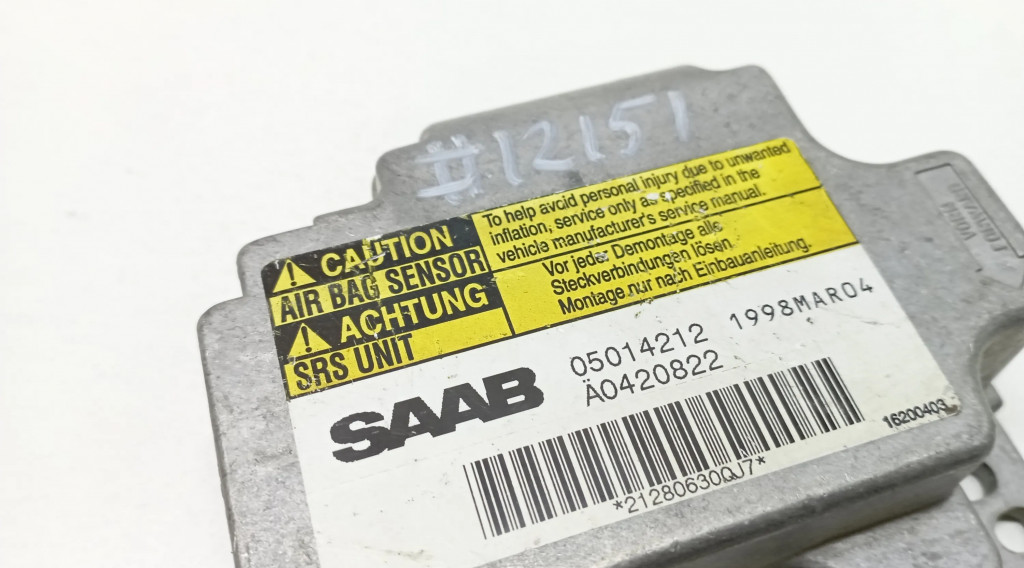 #12151
CAUTION
AIR BAG SENSOR
To help avoid personal injury due to unwanted
inflation, service only as specified in the
vehicle manufacturer's service manual.
ACHTUNG
SRS UNIT
Vor jeder Demontage alle
Steckverbindungen lösen.
Montage nur nach Einbauanleitung.
SAAB
05014212 1998MAR04
Ä0420822
*21280630QJ7*
16200403
FORWARD